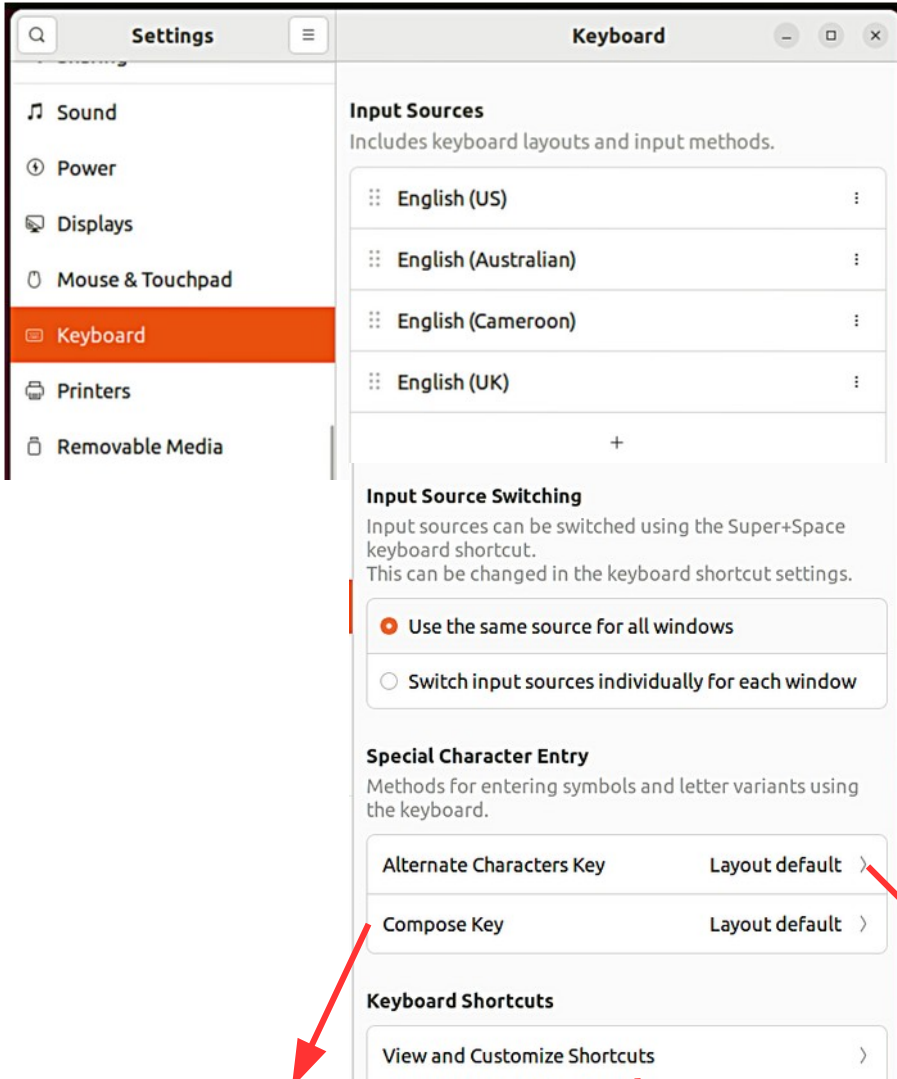 Settings
Keyboard
Sound
Power
Displays
Mouse & Touchpad
Keyboard
Printers
Removable Media
Input Sources
Includes keyboard layouts and input methods.
English (US)
English (Australian)
English (Cameroon)
English (UK)
+
Input Source Switching
Input sources can be switched using the Super+Space
keyboard shortcut.
This can be changed in the keyboard shortcut settings.
Use the same source for all windows
Switch input sources individually for each window
Special Character Entry
Methods for entering symbols and letter variants using
the keyboard.
Alternate Characters Key Layout default
Compose Key Layout default
Keyboard Shortcuts
View and Customize Shortcuts